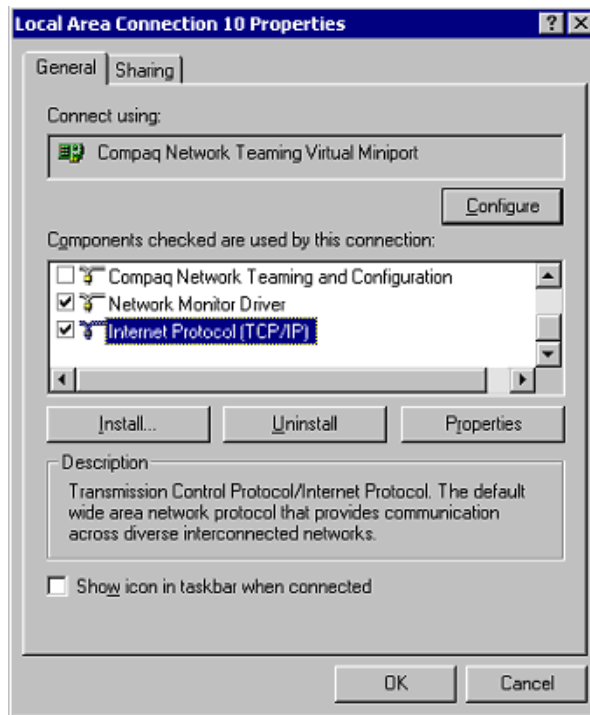 Local Area Connection 10 Properties
General
Sharing
Connect using:
Compaq Network Teaming Virtual Miniport
Configure
Components checked are used by this connection:
Compaq Network Teaming and Configuration
Network Monitor Driver
Internet Protocol (TCP/IP)
Install...
Uninstall
Properties
Description
Transmission Control Protocol/Internet Protocol. The default
wide area network protocol that provides communication
across diverse interconnected networks.
Show icon in taskbar when connected
OK
Cancel